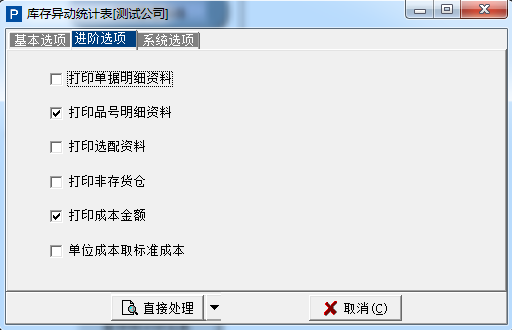 库存异动统计表[测试公司]
基本选项 进阶选项 系统选项
打印单据明细资料
打印品号明细资料
打印选配资料
打印非存货仓
打印成本金额
单位成本取标准成本
直接处理 取消(C)